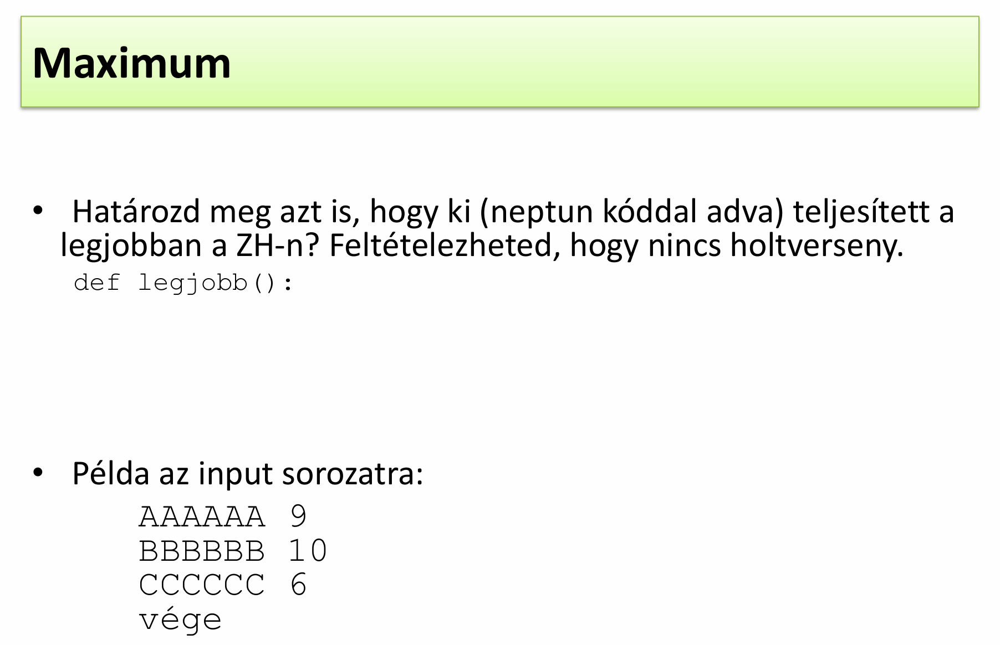 Maximum
• Határozd meg azt is, hogy ki (neptun kóddal adva) teljesített a
legjobban a ZH-n? Feltételezheted, hogy nincs holtverseny.
def legjobb():
• Példa az input sorozatra:
AAAAAA 9
BBBBBB 10
CCCCCC 6
vége